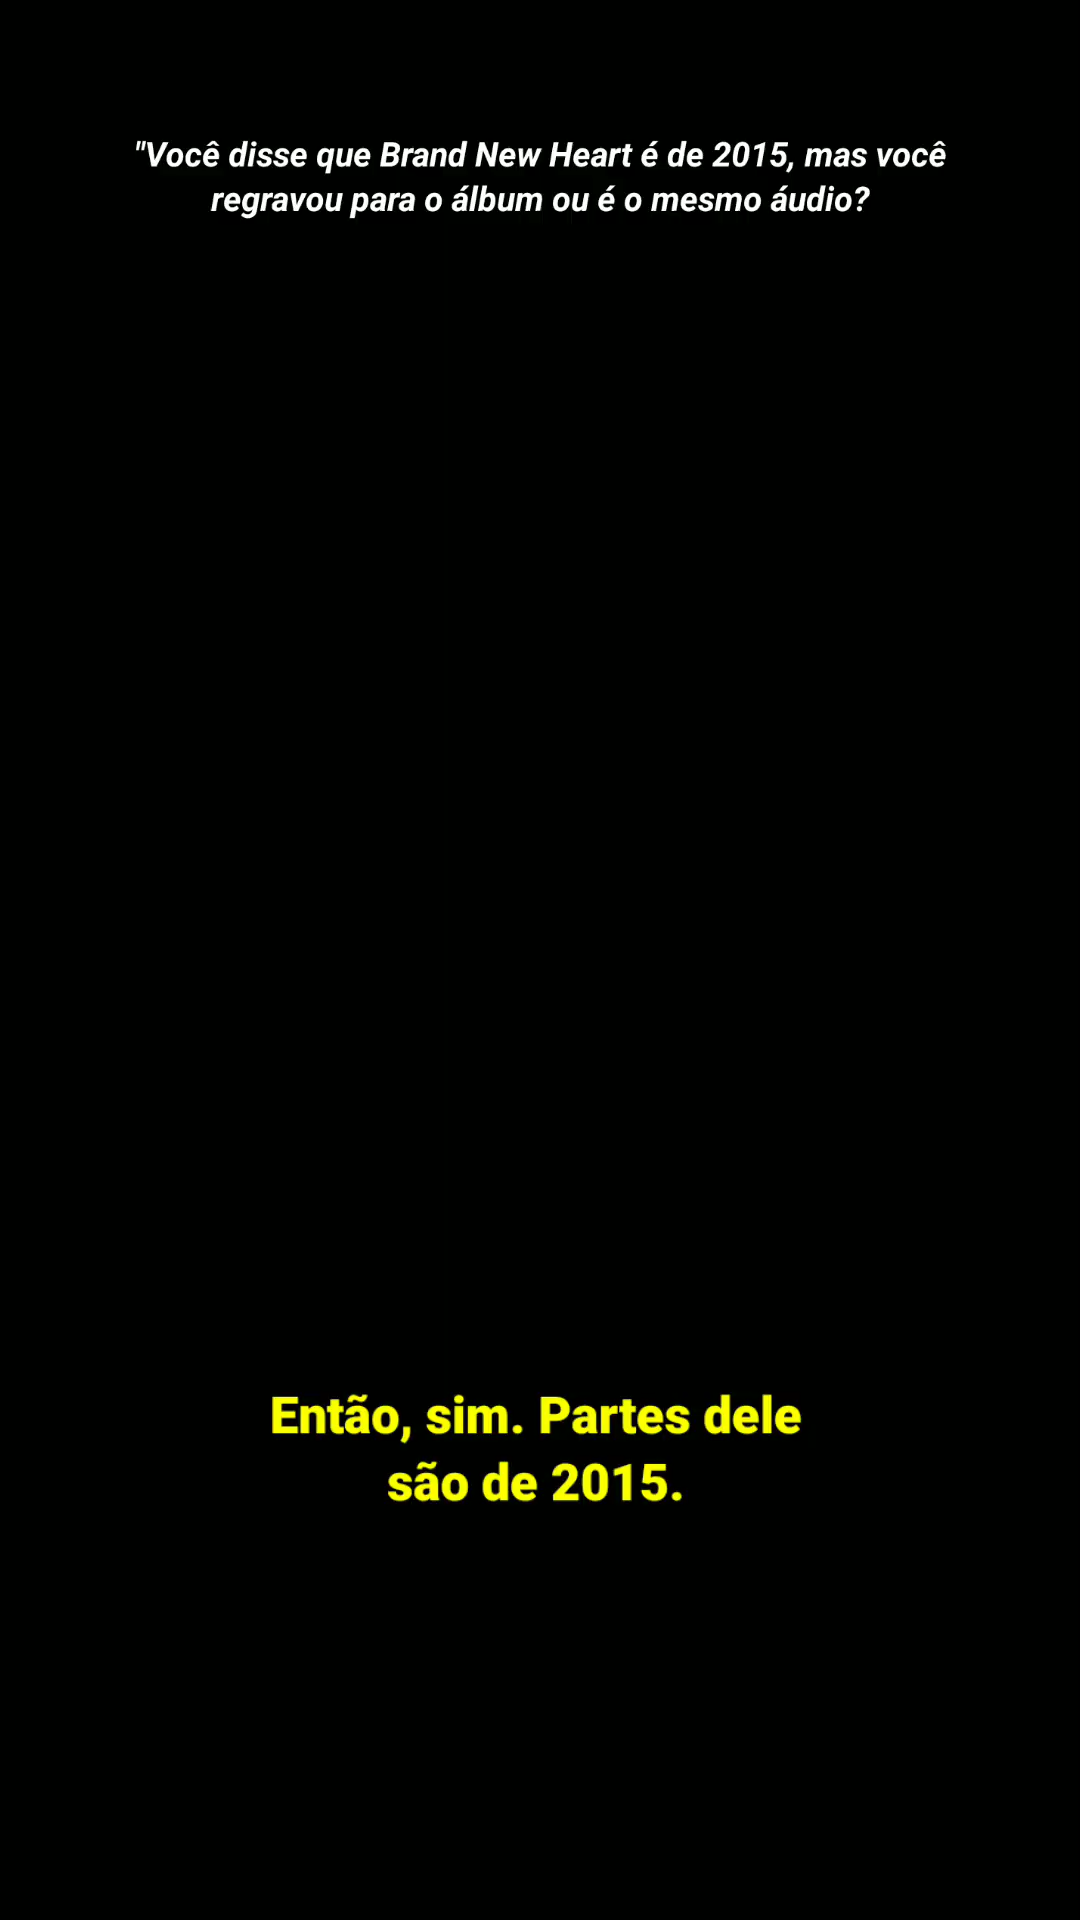 "Você disse que Brand New Heart é de 2015, mas você
regravou para o álbum ou é o mesmo áudio?
Então, sim. Partes dele
são de 2015.